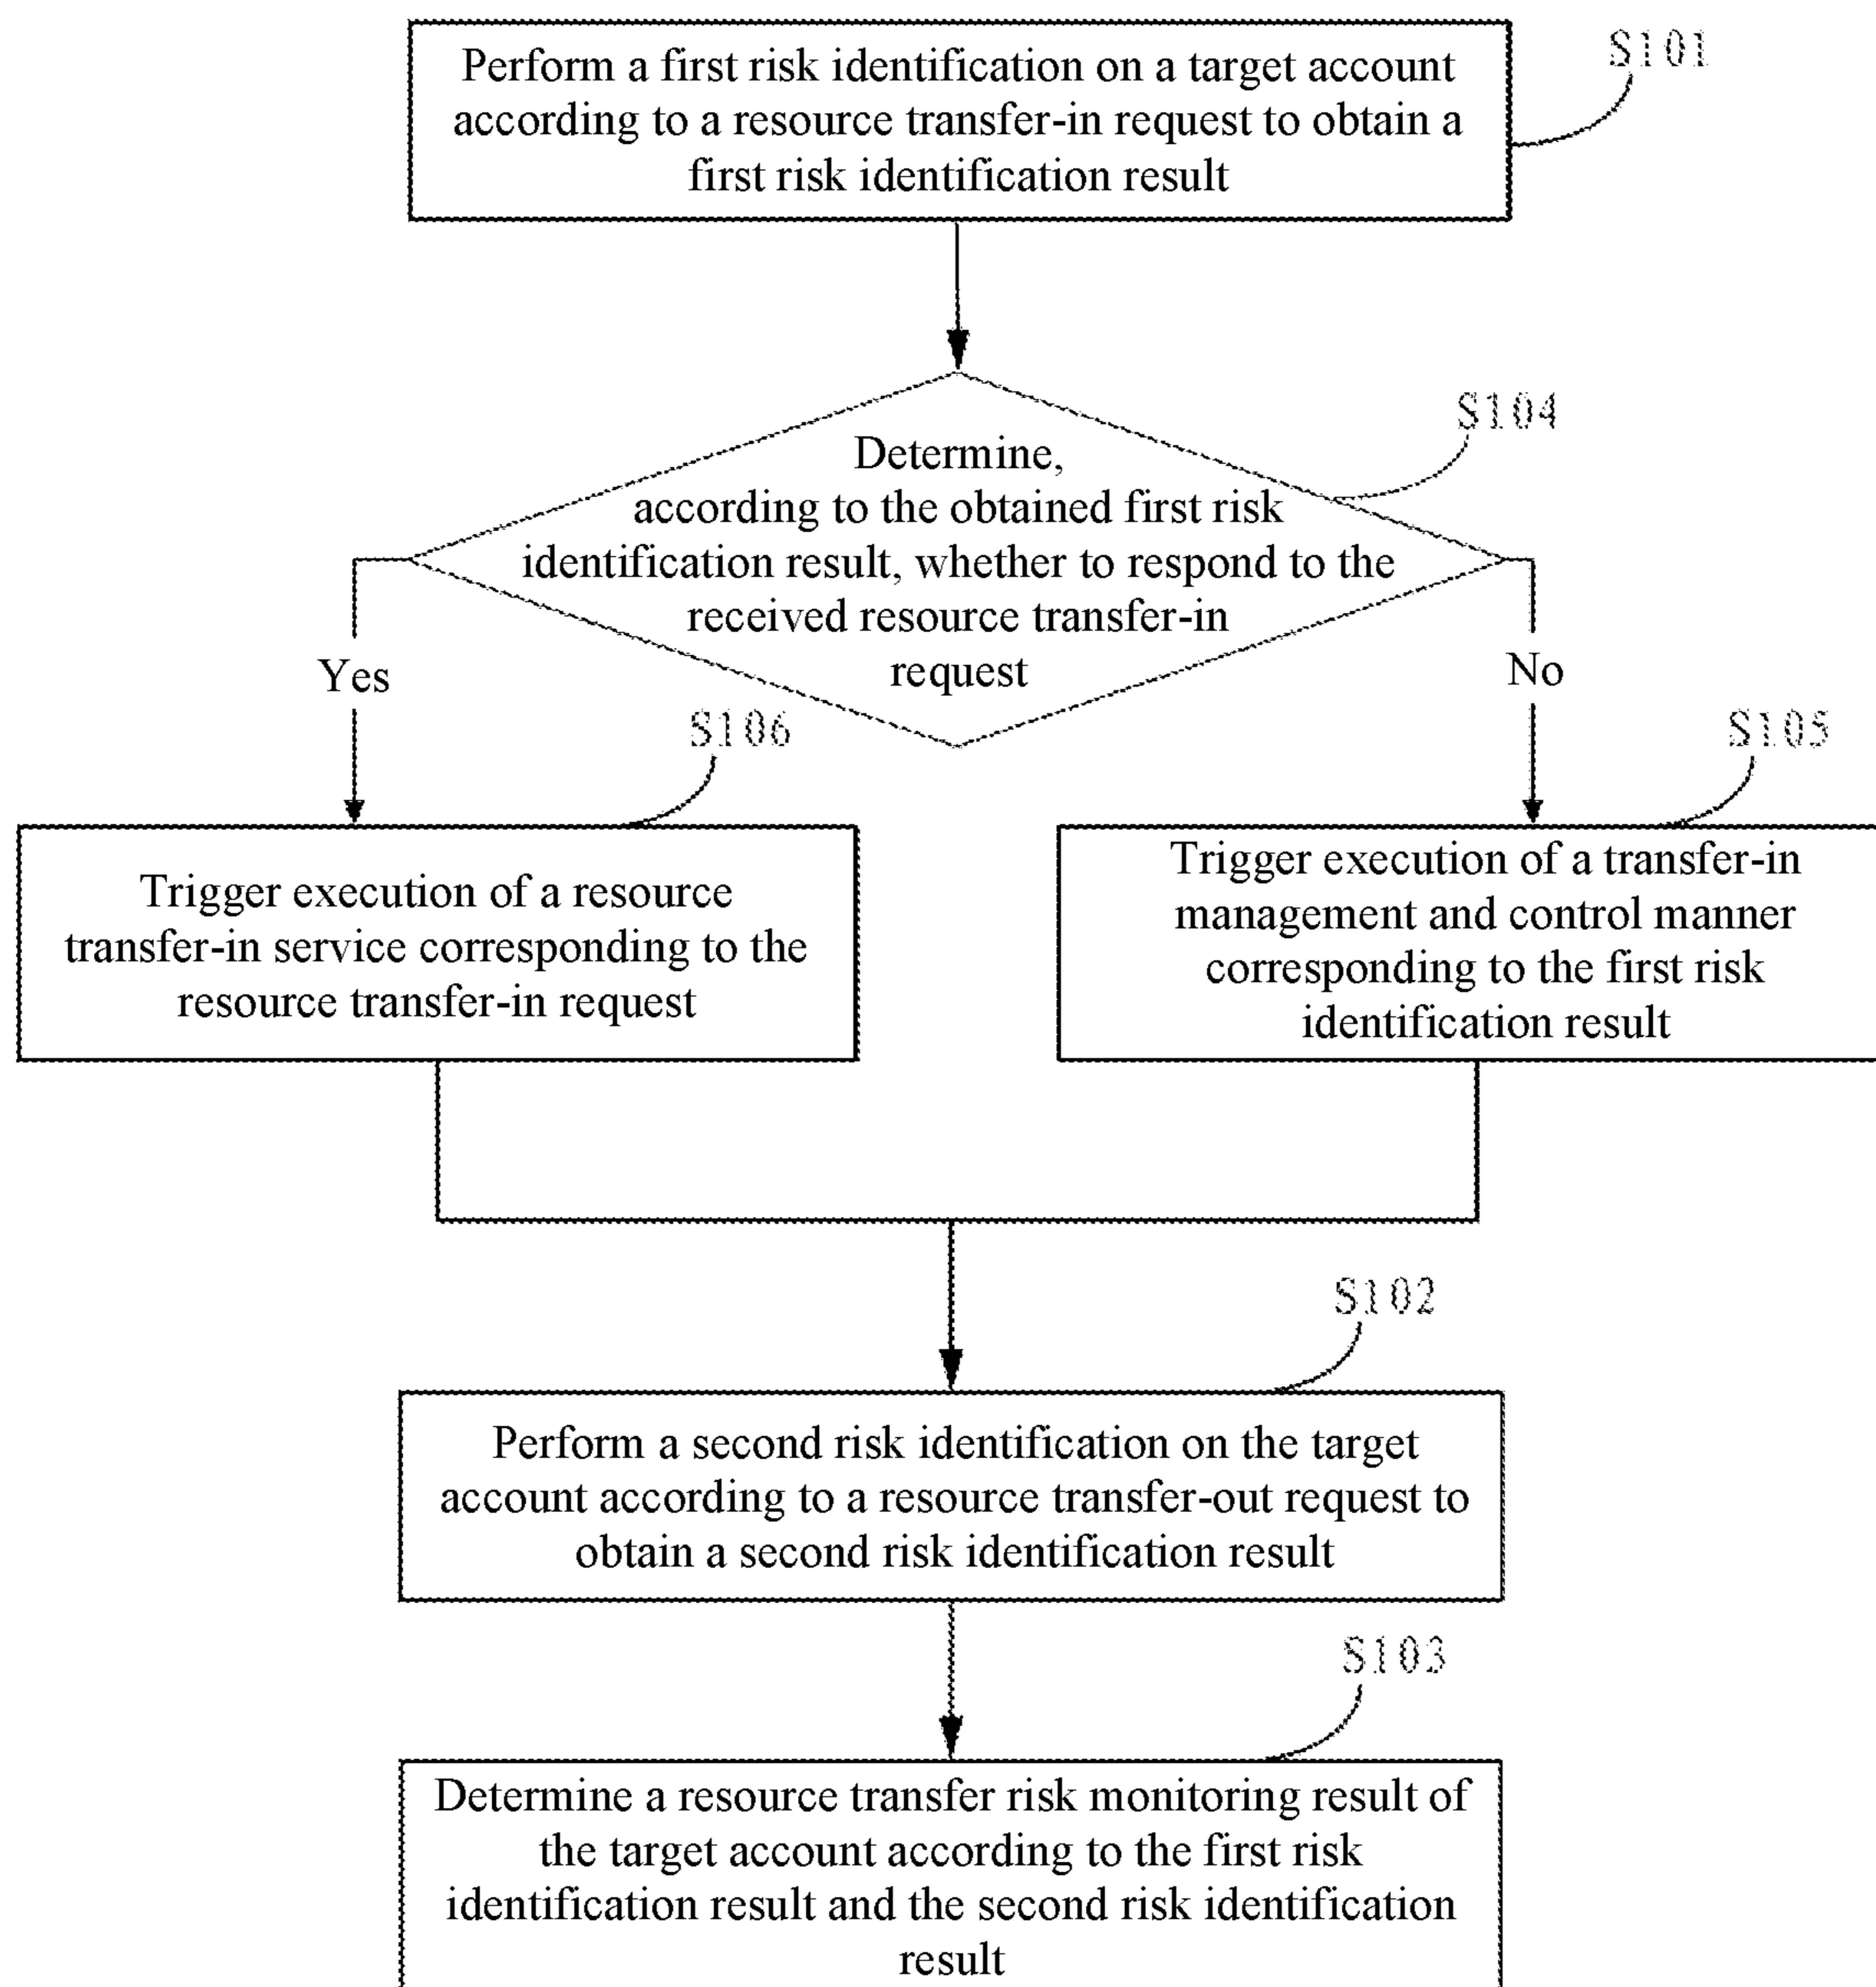 Perform a first risk identification on a target account
according to a resource transfer-in request to obtain a
first risk identification result
S101
Determine,
according to the obtained first risk
identification result, whether to respond to the
received resource transfer-in
request
S104
Yes
No
S106
S105
Trigger execution of a resource
transfer-in service corresponding to the
resource transfer-in request
Trigger execution of a transfer-in
management and control manner
corresponding to the first risk
identification result
S102
Perform a second risk identification on the target
account according to a resource transfer-out request to
obtain a second risk identification result
S103
Determine a resource transfer risk monitoring result of
the target account according to the first risk
identification result and the second risk identification
result